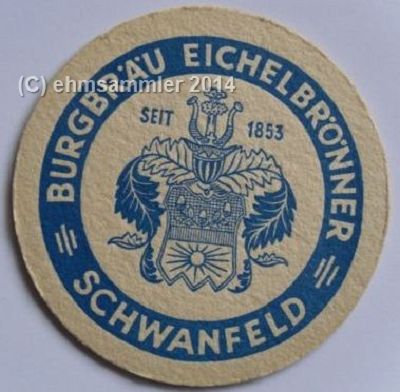 (C) ehmsammler 2014
BURGBRÄU EICHELBRÖNNER
SEIT 1853
SCHWANFELD